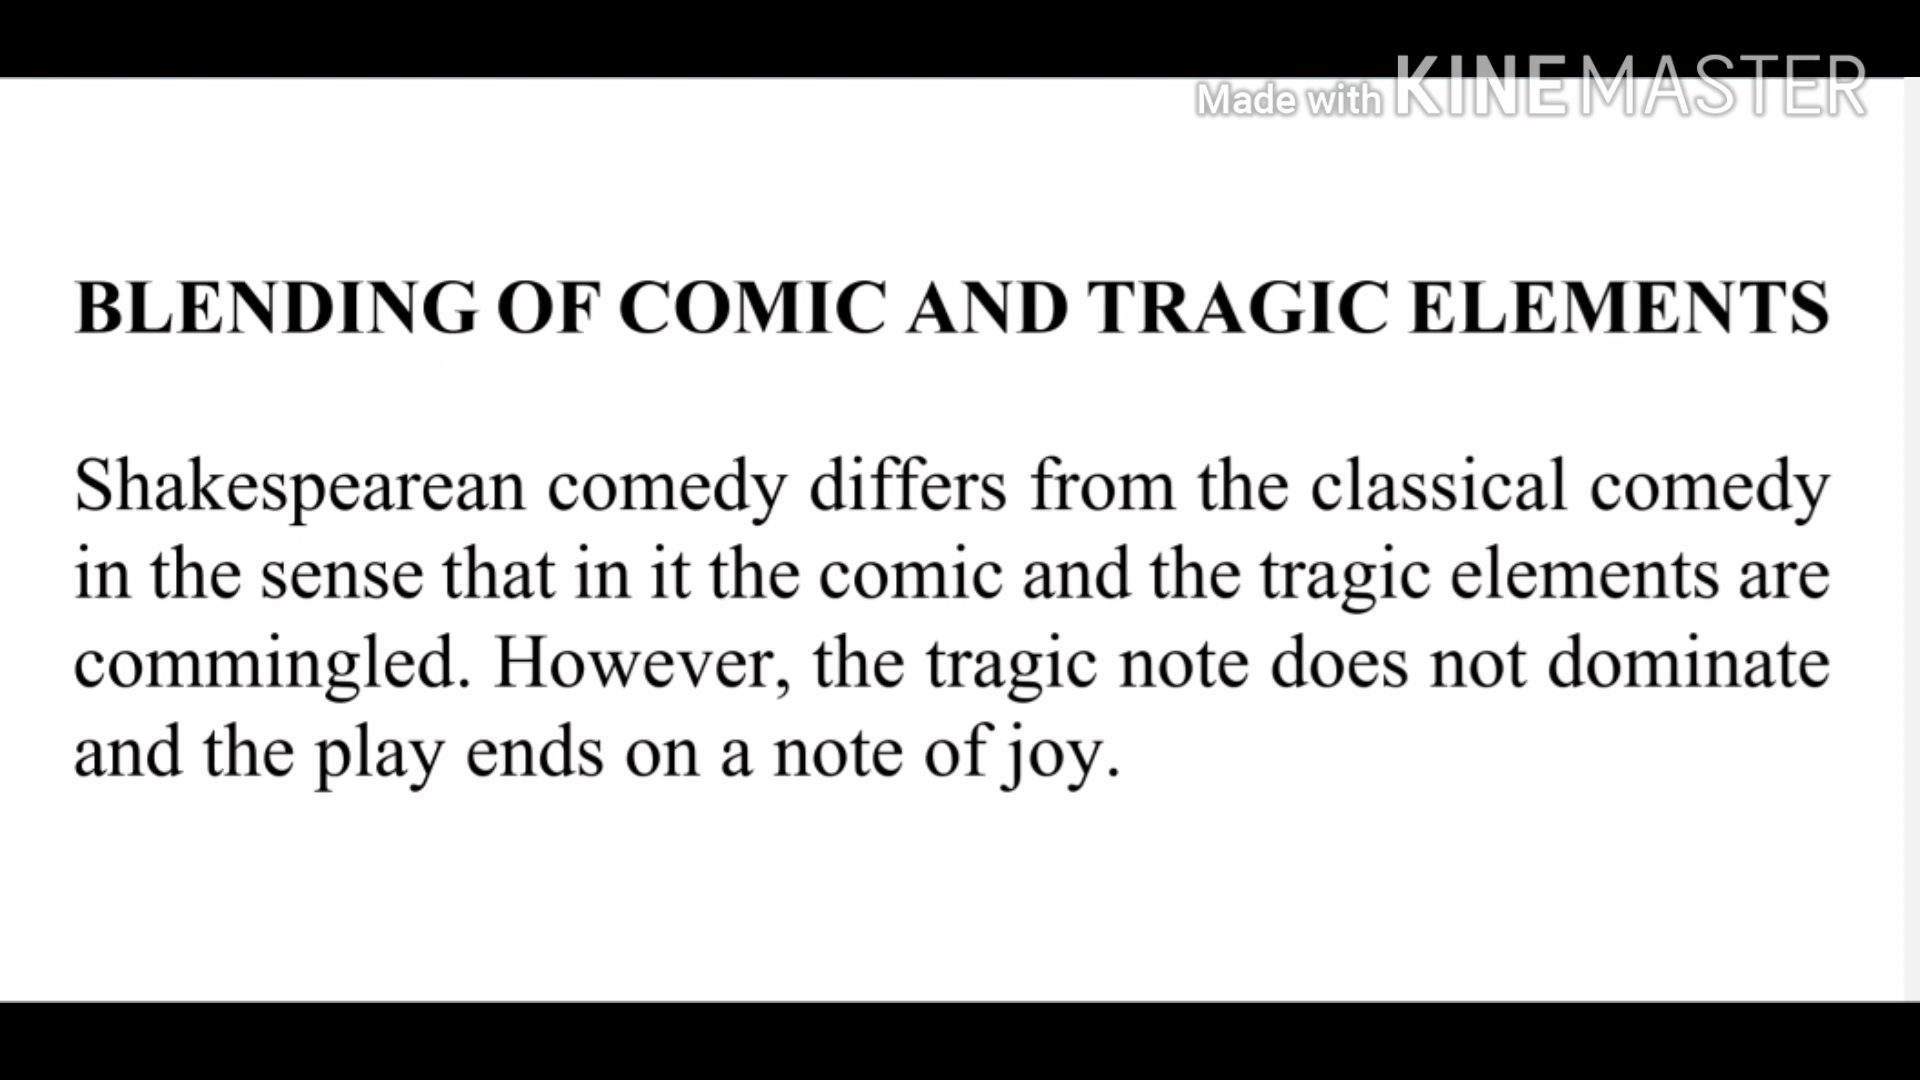 Made with KINEMASTER
BLENDING OF COMIC AND TRAGIC ELEMENTS
Shakespearean comedy differs from the classical comedy
in the sense that in it the comic and the tragic elements are
commingled. However, the tragic note does not dominate
and the play ends on a note of joy.